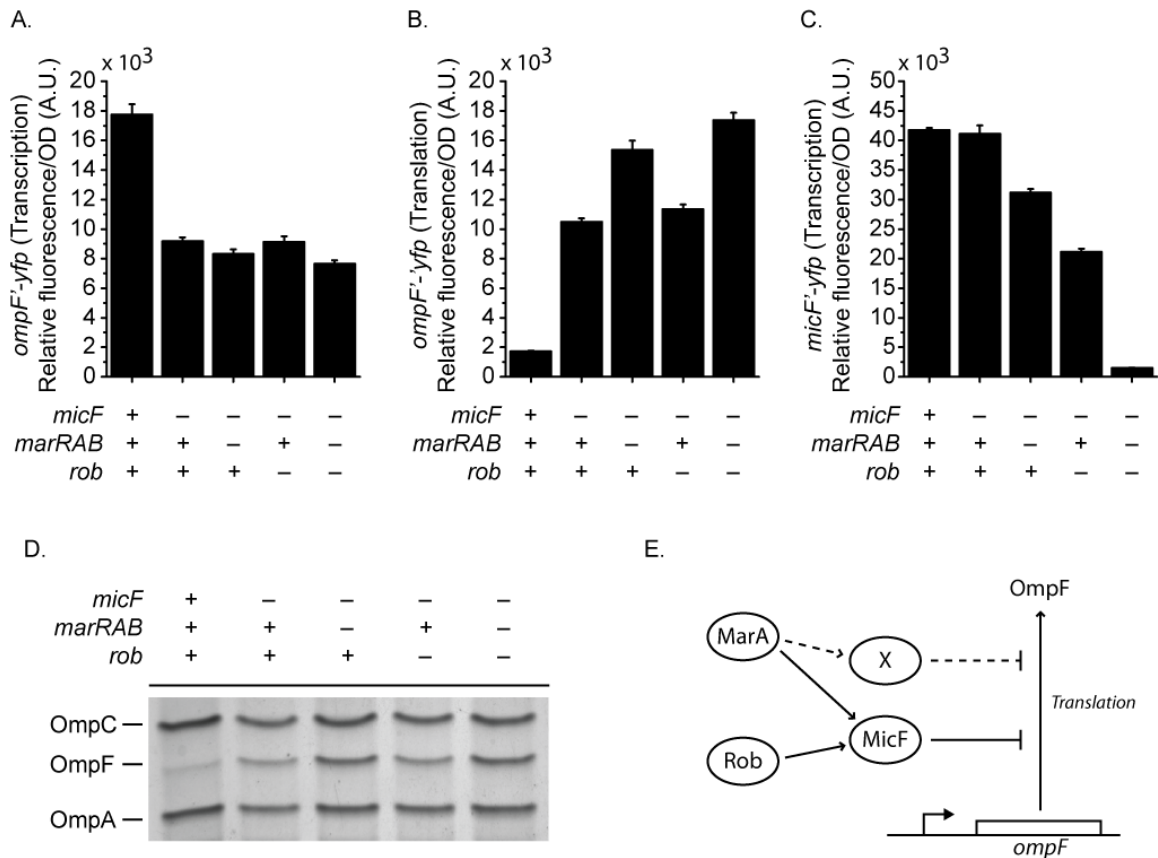 A.
x 10³
ompF'-yfp (Transcription)
Relative fluorescence/OD (A.U.)
20
18
16
14
12
10
8
6
4
2
0
micF + – – – –
marRAB + + – + –
rob + + + – –
B.
x 10³
ompF'-'yfp (Translation)
Relative fluorescence/OD (A.U.)
20
18
16
14
12
10
8
6
4
2
0
micF + – – – –
marRAB + + – + –
rob + + + – –
C.
x 10³
micF'-yfp (Transcription)
Relative fluorescence/OD (A.U.)
50
45
40
35
30
25
20
15
10
5
0
micF + – – – –
marRAB + + – + –
rob + + + – –
D.
micF + – – – –
marRAB + + – + –
rob + + + – –
OmpC
OmpF
OmpA
E.
OmpF
MarA
X
Translation
MicF
Rob
ompF